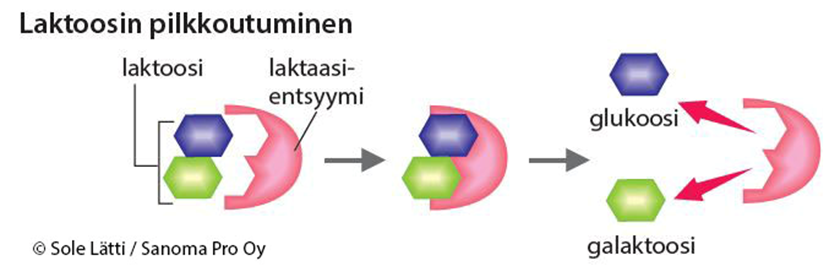 Laktoosin pilkkoutuminen
laktoosi
laktaasi-
entsyymi
glukoosi
galaktoosi
© Sole Lätti / Sanoma Pro Oy